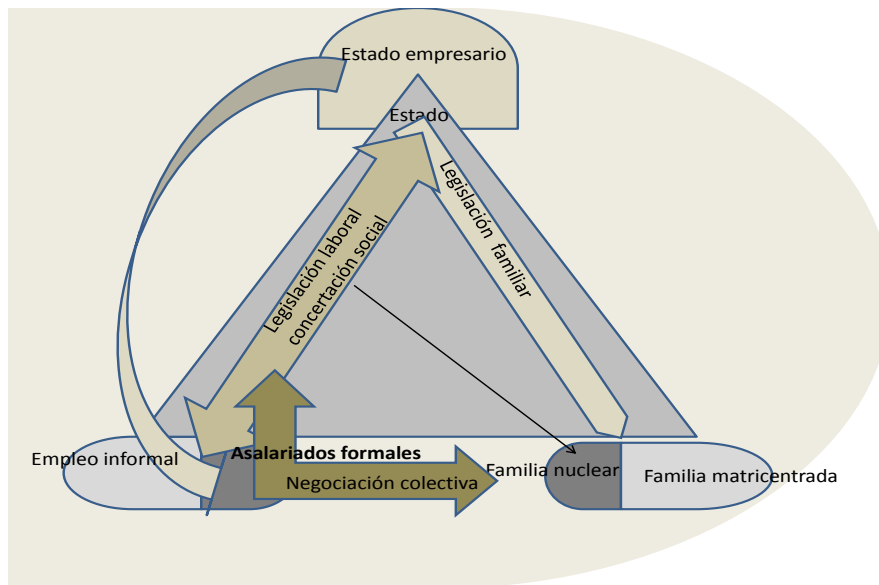 Estado empresario
Estado
Legislación laboral
concertación social
Legislación familiar
Empleo informal
Asalariados formales
Negociación colectiva
Familia nuclear
Familia matricentrada